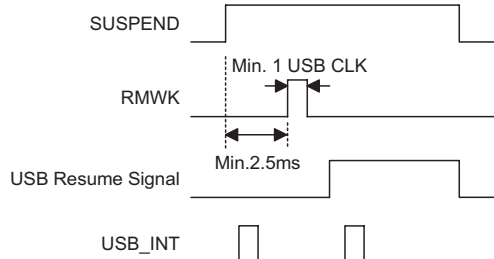 SUSPEND
Min. 1 USB CLK
RMWK
Min.2.5ms
USB Resume Signal
USB_INT